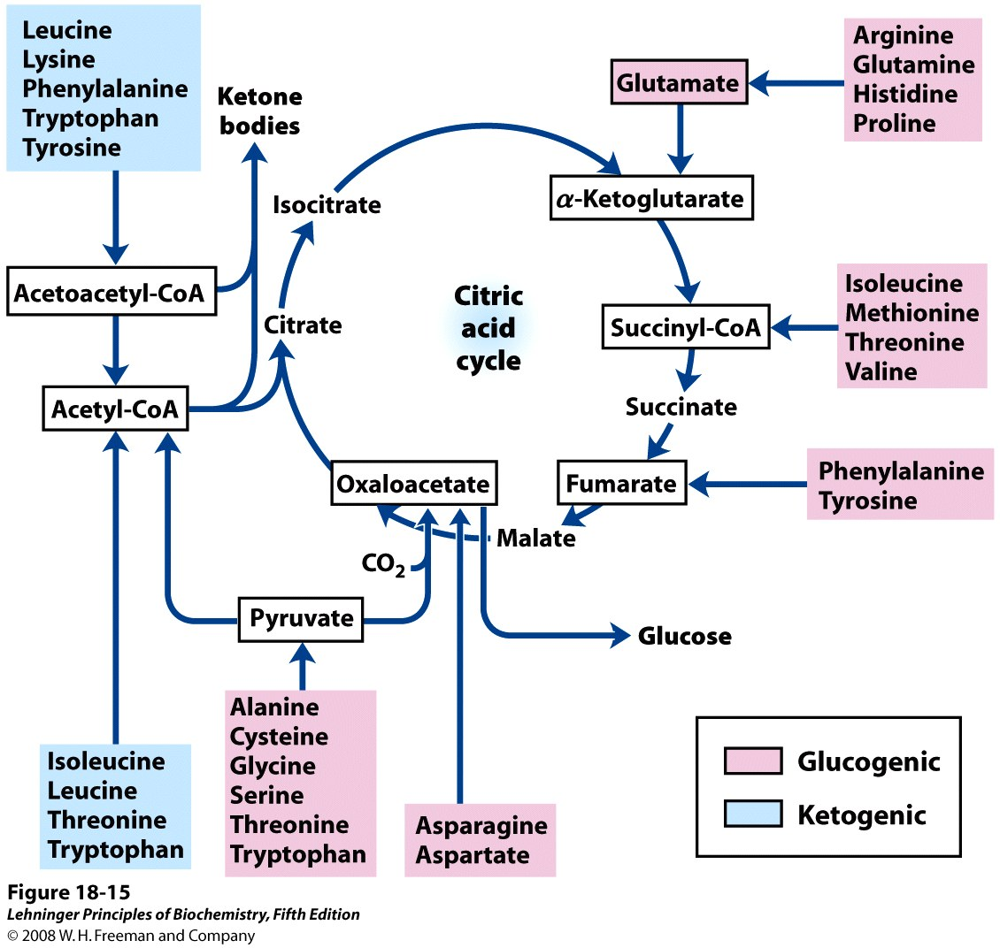 Leucine
Lysine
Phenylalanine
Tryptophan
Tyrosine
Ketone
bodies
Glutamate
Arginine
Glutamine
Histidine
Proline
Isocitrate
α-Ketoglutarate
Acetoacetyl-CoA
Citrate
Citric
acid
cycle
Succinyl-CoA
Isoleucine
Methionine
Threonine
Valine
Acetyl-CoA
Succinate
Oxaloacetate
Fumarate
Phenylalanine
Tyrosine
Malate
CO₂
Pyruvate
Glucose
Alanine
Cysteine
Glycine
Serine
Threonine
Tryptophan
Isoleucine
Leucine
Threonine
Tryptophan
Asparagine
Aspartate
Glucogenic
Ketogenic
Figure 18-15
Lehninger Principles of Biochemistry, Fifth Edition
© 2008 W. H. Freeman and Company